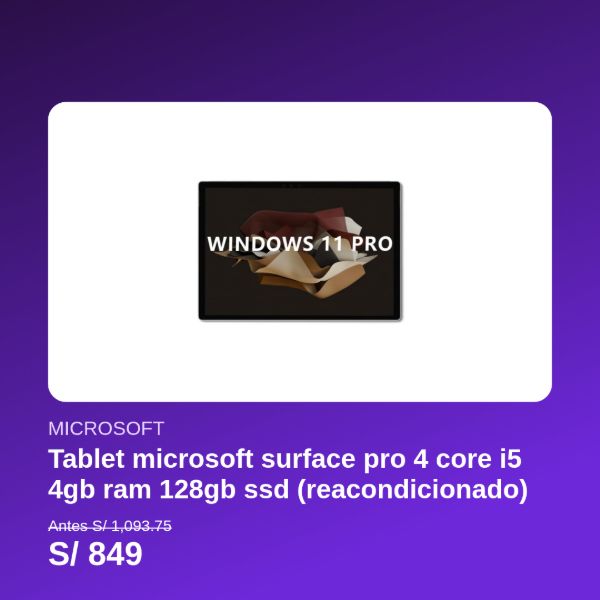 WINDOWS 11 PRO
MICROSOFT
Tablet microsoft surface pro 4 core i5
4gb ram 128gb ssd (reacondicionado)
Antes S/ 1,093.75
S/ 849